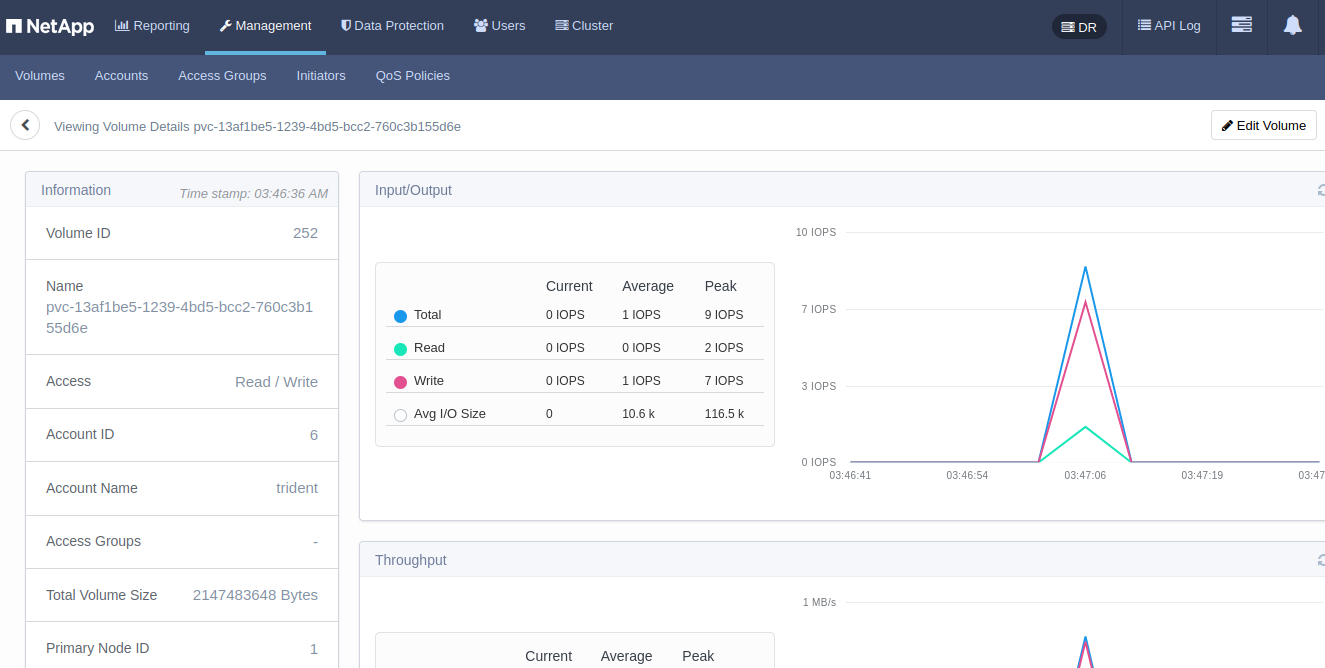 NetApp Reporting Management Data Protection Users Cluster DR API Log
Volumes Accounts Access Groups Initiators QoS Policies
Viewing Volume Details pvc-13af1be5-1239-4bd5-bcc2-760c3b155d6e Edit Volume
Information Time stamp: 03:46:36 AM
Volume ID 252
Name
pvc-13af1be5-1239-4bd5-bcc2-760c3b1
55d6e
Access Read / Write
Account ID 6
Account Name trident
Access Groups -
Total Volume Size 2147483648 Bytes
Primary Node ID 1
Input/Output
Current Average Peak
Total 0 IOPS 1 IOPS 9 IOPS
Read 0 IOPS 0 IOPS 2 IOPS
Write 0 IOPS 1 IOPS 7 IOPS
Avg I/O Size 0 10.6 k 116.5 k
10 IOPS
7 IOPS
3 IOPS
0 IOPS
03:46:41 03:46:54 03:47:06 03:47:19 03:47
Throughput
1 MB/s
Current Average Peak